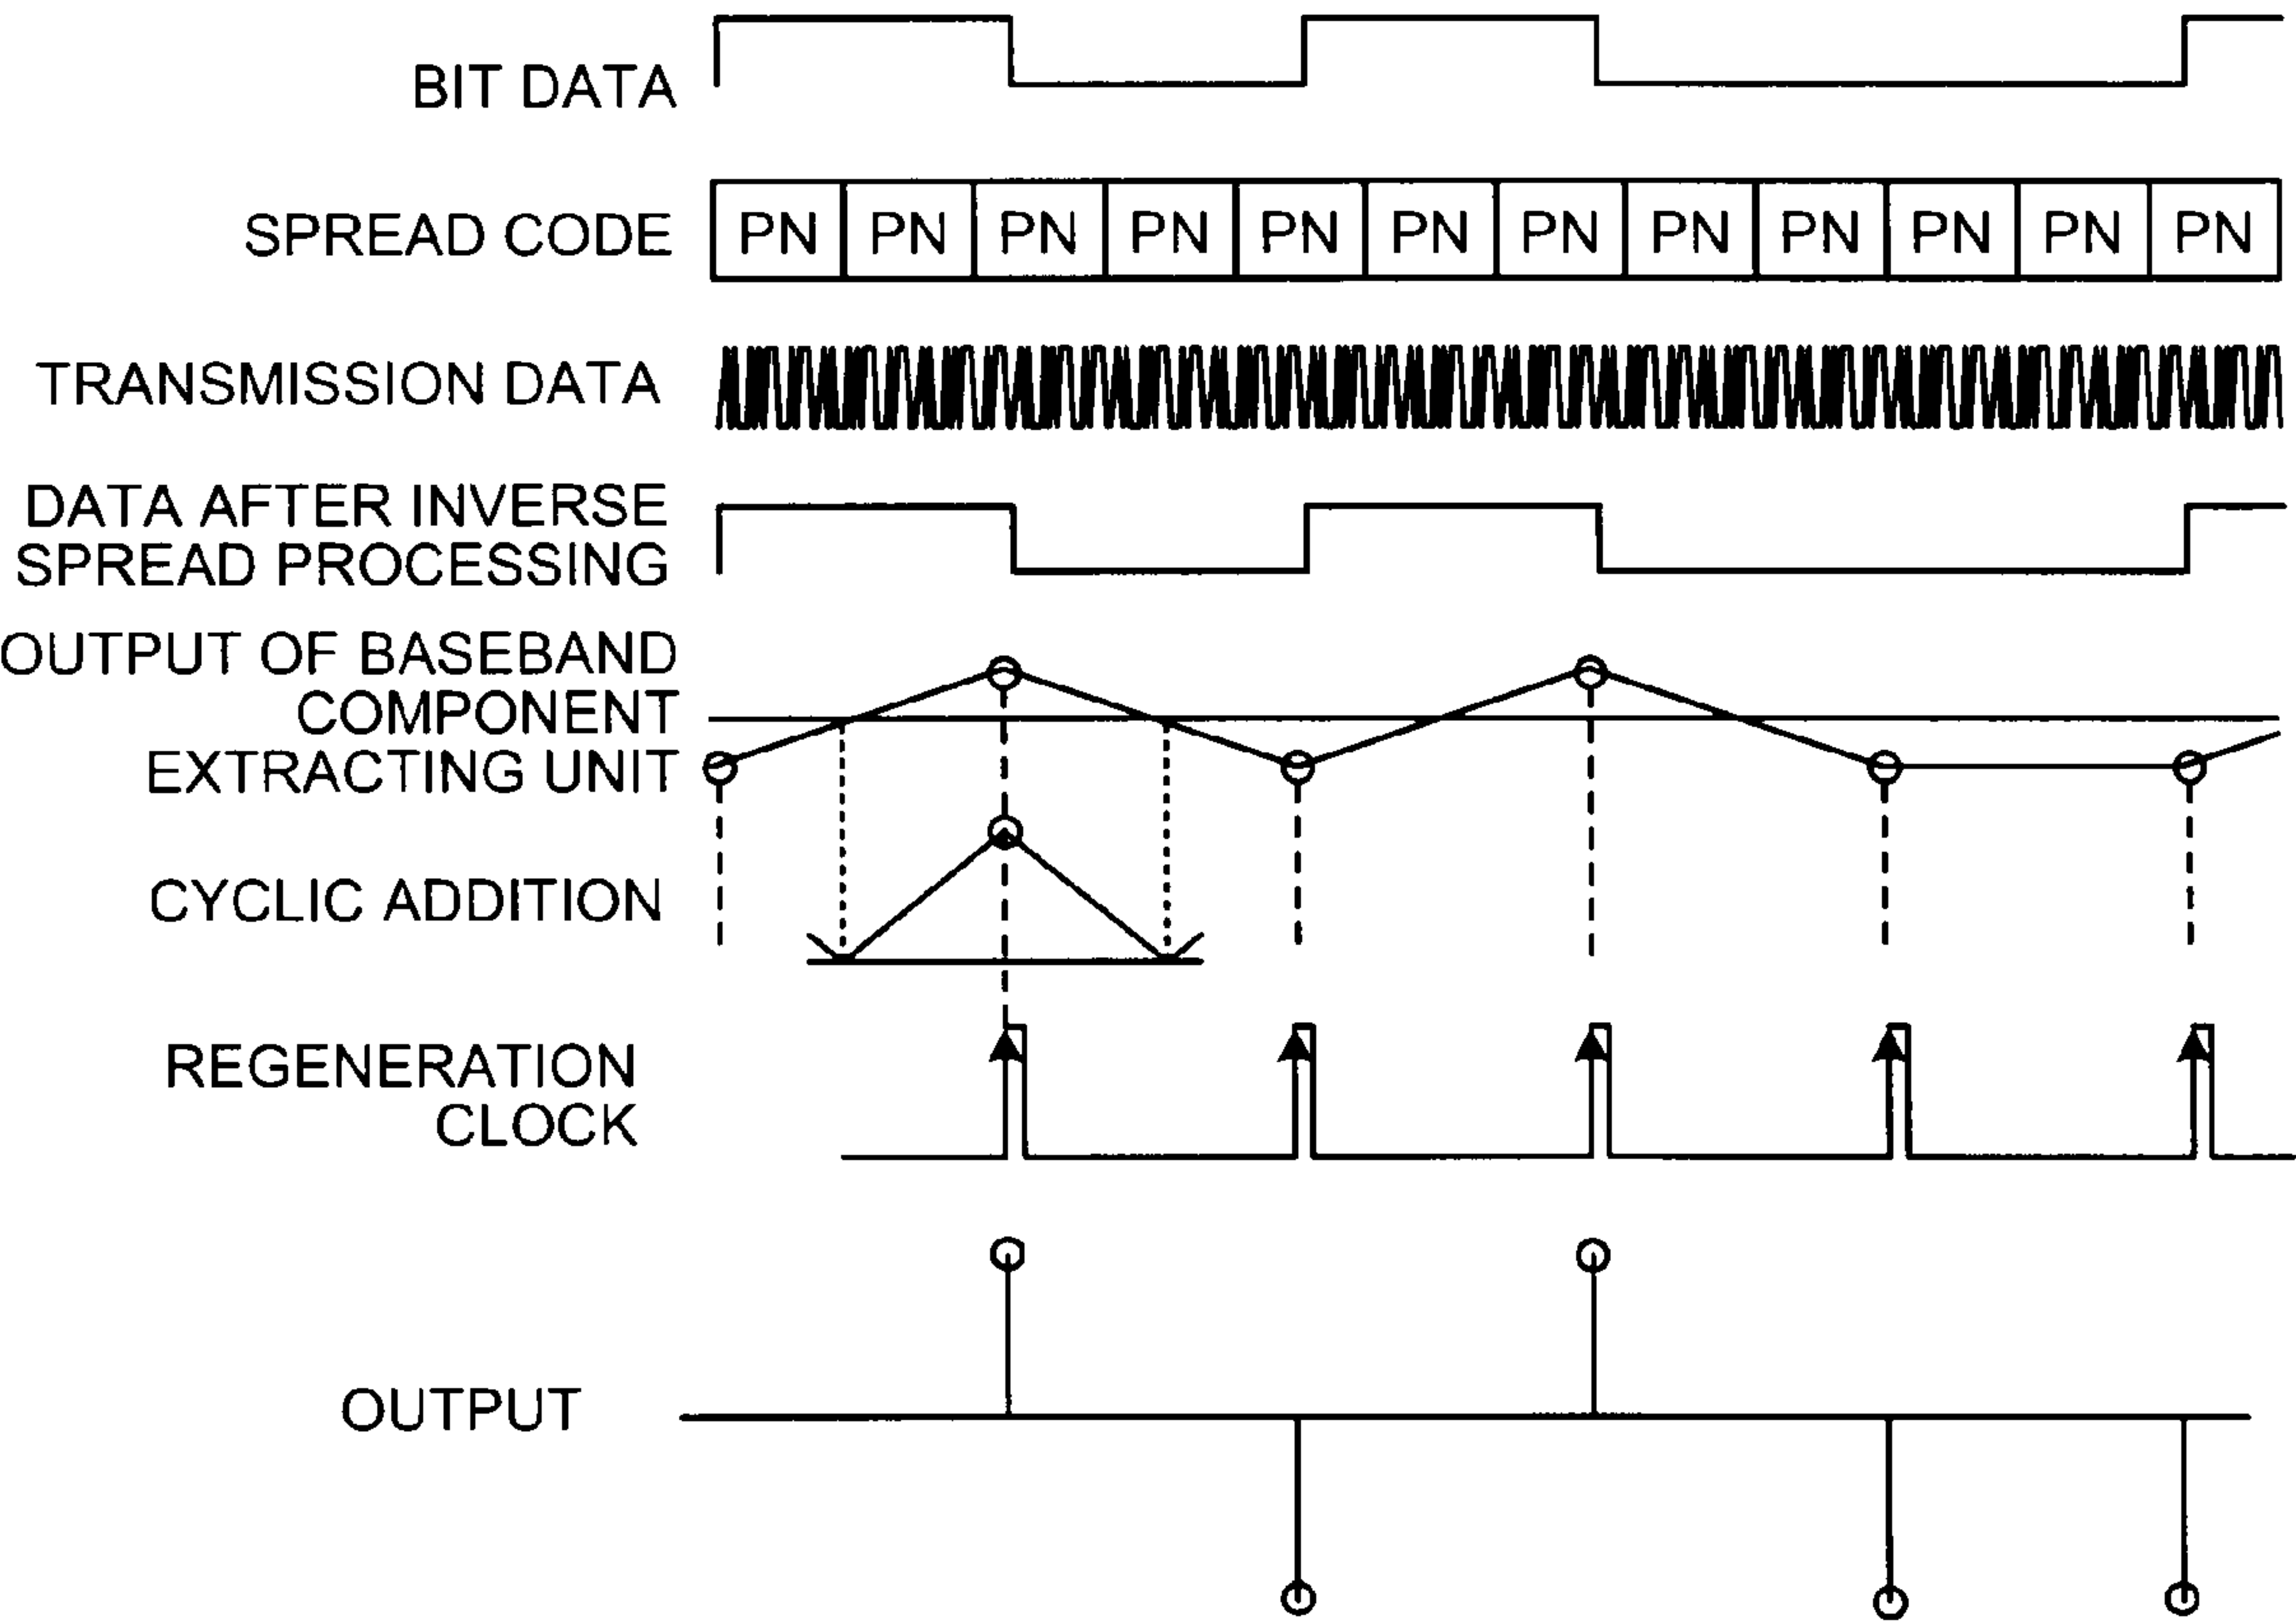 BIT DATA
SPREAD CODE
PN PN PN PN PN PN PN PN PN PN PN PN
TRANSMISSION DATA
DATA AFTER INVERSE
SPREAD PROCESSING
OUTPUT OF BASEBAND
COMPONENT
EXTRACTING UNIT
CYCLIC ADDITION
REGENERATION
CLOCK
OUTPUT